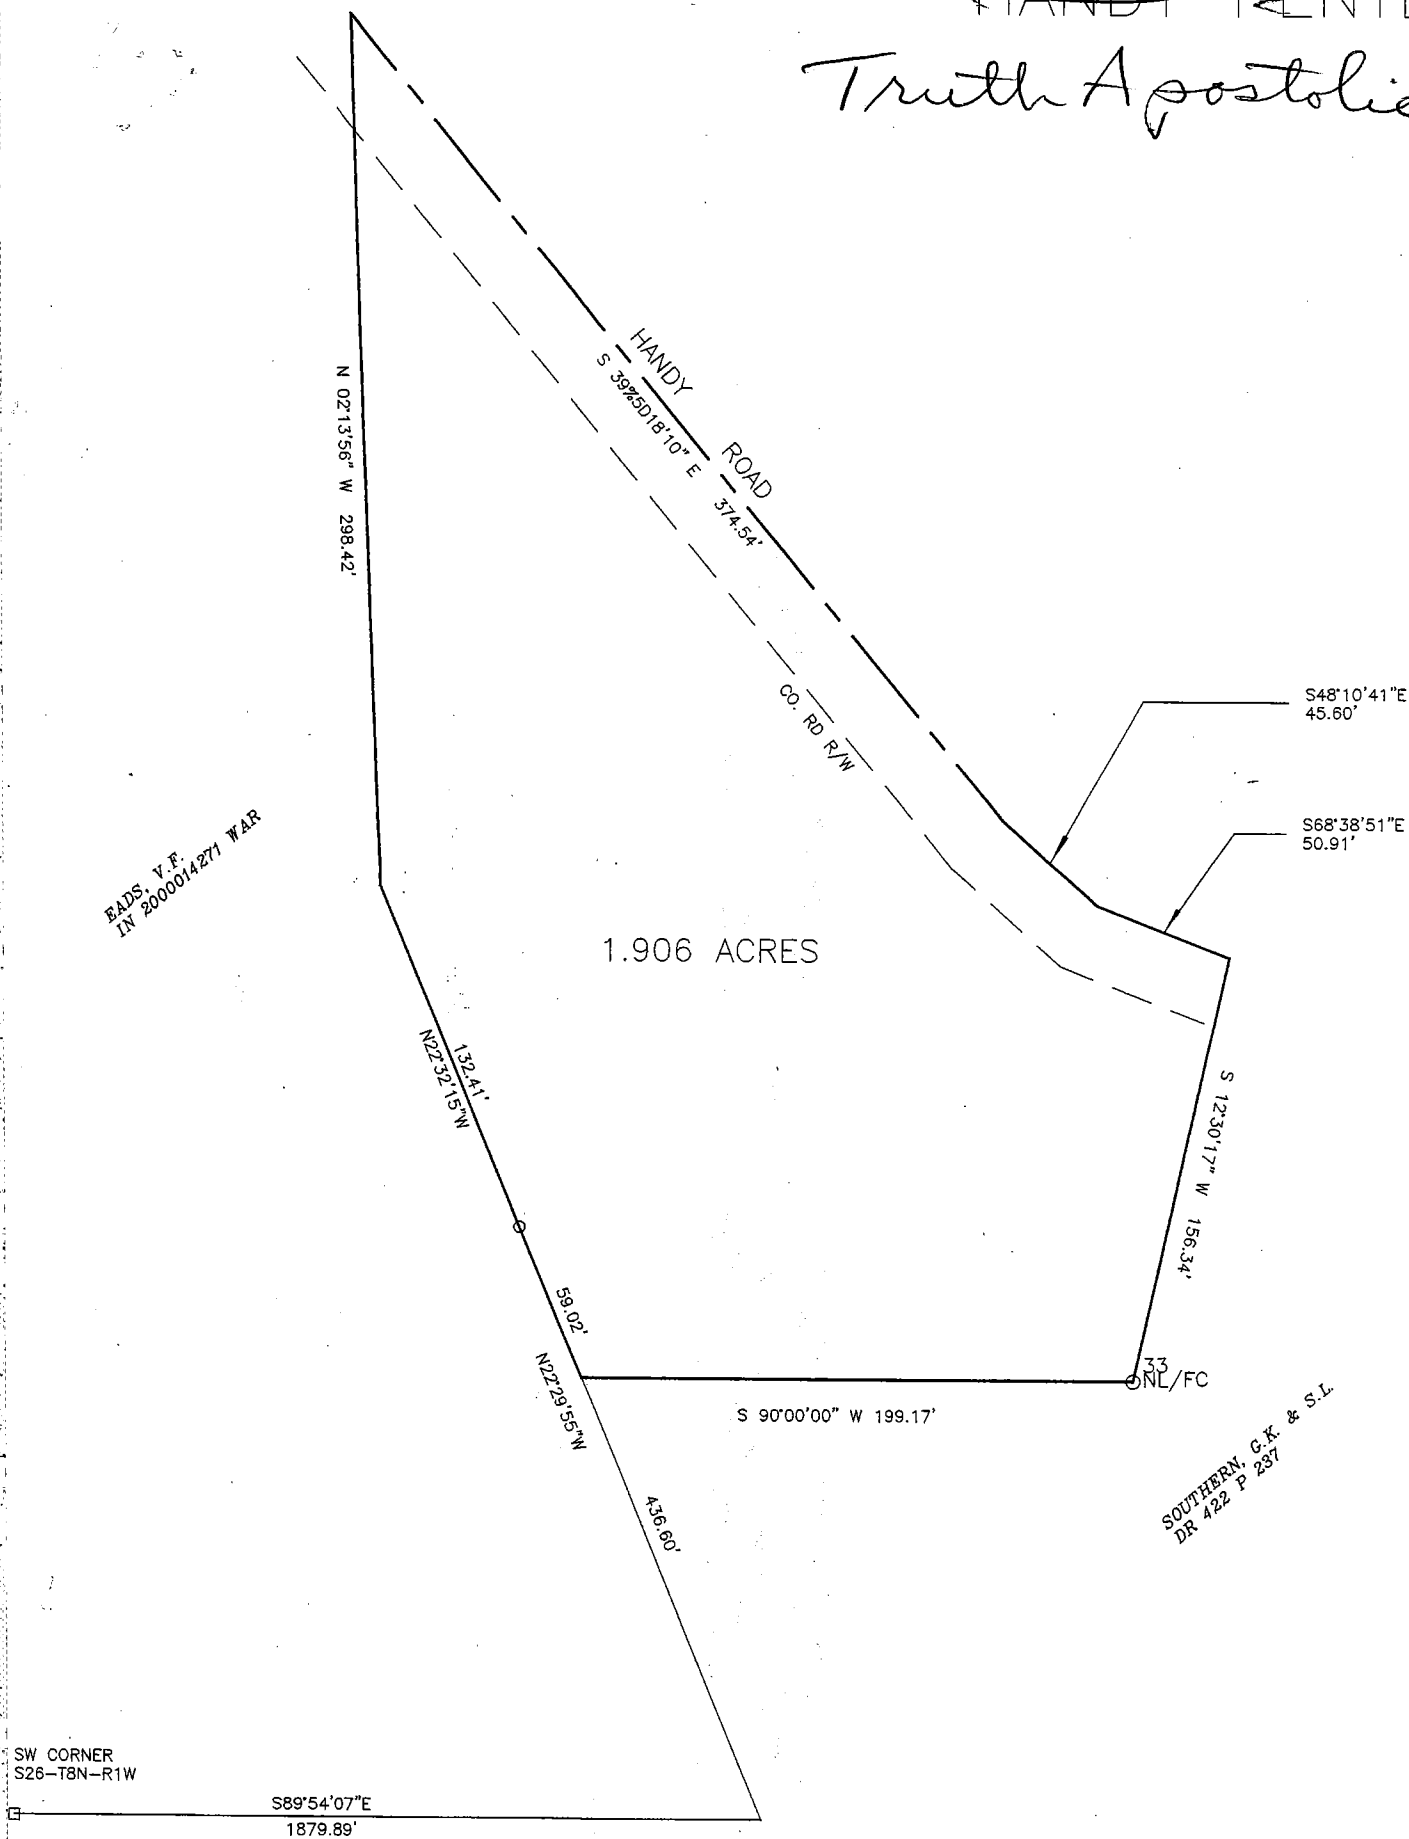 HANDY
Truth Apostolic
HANDY ROAD
S 39%5D18'10" E 374.54'
N 02°13'56" W 298.42'
CO. RD R/W
S48°10'41"E
45.60'
S68°38'51"E
50.91'
EADS, V.F.
IN 2000014271 WAR
1.906 ACRES
132.41'
N22°32'15"W
S 12°30'17" W 156.34'
59.02'
N22°29'55"W
33
NL/FC
S 90°00'00" W 199.17'
SOUTHERN, G.K. & S.L.
DR 422 P 237
436.60'
SW CORNER
S26-T8N-R1W
S89°54'07"E
1879.89'